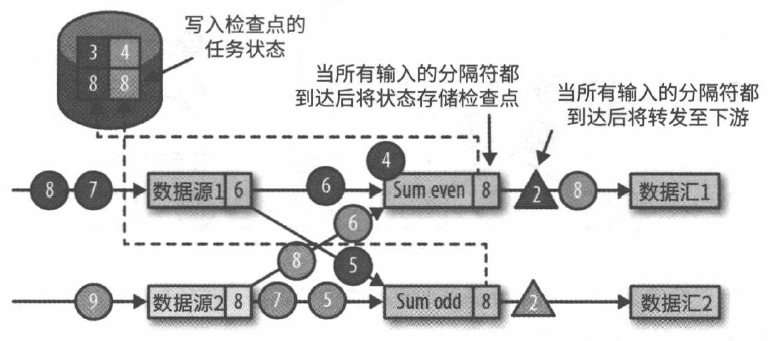 写入检查点的
任务状态
3 4
8 8
当所有输入的分隔符都
到达后将状态存储检查点
当所有输入的分隔符都
到达后将转发至下游
4
8 7 数据源1 6 6 Sum even 8 2 8 数据汇1
6
8
5
9 数据源2 8 7 5 Sum odd 8 2 数据汇2